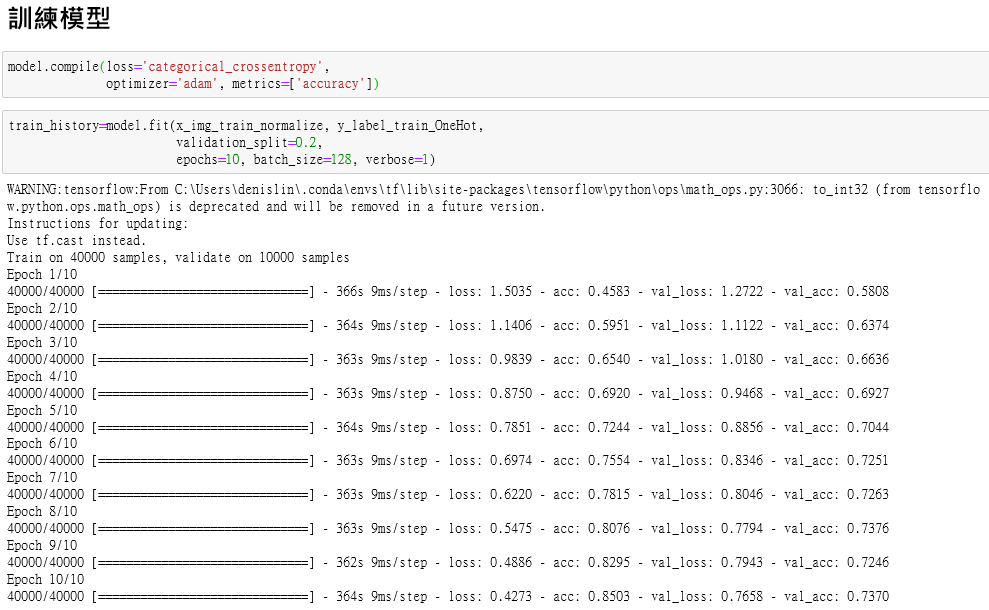 訓練模型
model.compile(loss='categorical_crossentropy',
optimizer='adam', metrics=['accuracy'])
train_history=model.fit(x_img_train_normalize, y_label_train_OneHot,
validation_split=0.2,
epochs=10, batch_size=128, verbose=1)
WARNING:tensorflow:From C:\Users\denislin\.conda\envs\tf\lib\site-packages\tensorflow\python\ops\math_ops.py:3066: to_int32 (from tensorflo
w.python.ops.math_ops) is deprecated and will be removed in a future version.
Instructions for updating:
Use tf.cast instead.
Train on 40000 samples, validate on 10000 samples
Epoch 1/10
40000/40000 [==============================] - 366s 9ms/step - loss: 1.5035 - acc: 0.4583 - val_loss: 1.2722 - val_acc: 0.5808
Epoch 2/10
40000/40000 [==============================] - 364s 9ms/step - loss: 1.1406 - acc: 0.5951 - val_loss: 1.1122 - val_acc: 0.6374
Epoch 3/10
40000/40000 [==============================] - 363s 9ms/step - loss: 0.9839 - acc: 0.6540 - val_loss: 1.0180 - val_acc: 0.6636
Epoch 4/10
40000/40000 [==============================] - 363s 9ms/step - loss: 0.8750 - acc: 0.6920 - val_loss: 0.9468 - val_acc: 0.6927
Epoch 5/10
40000/40000 [==============================] - 364s 9ms/step - loss: 0.7851 - acc: 0.7244 - val_loss: 0.8856 - val_acc: 0.7044
Epoch 6/10
40000/40000 [==============================] - 363s 9ms/step - loss: 0.6974 - acc: 0.7554 - val_loss: 0.8346 - val_acc: 0.7251
Epoch 7/10
40000/40000 [==============================] - 363s 9ms/step - loss: 0.6220 - acc: 0.7815 - val_loss: 0.8046 - val_acc: 0.7263
Epoch 8/10
40000/40000 [==============================] - 363s 9ms/step - loss: 0.5475 - acc: 0.8076 - val_loss: 0.7794 - val_acc: 0.7376
Epoch 9/10
40000/40000 [==============================] - 362s 9ms/step - loss: 0.4886 - acc: 0.8295 - val_loss: 0.7943 - val_acc: 0.7246
Epoch 10/10
40000/40000 [==============================] - 364s 9ms/step - loss: 0.4273 - acc: 0.8503 - val_loss: 0.7658 - val_acc: 0.7370